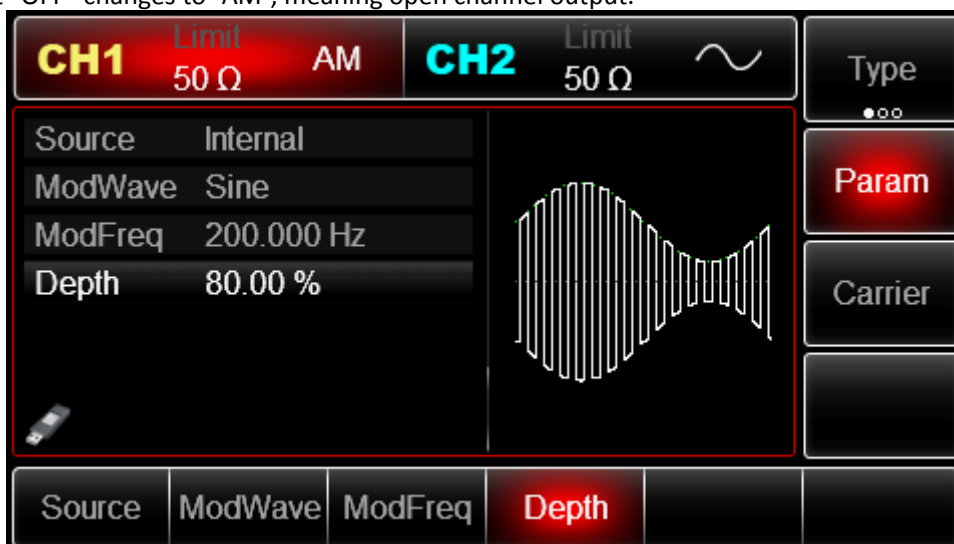 "OFF" changes to "AM", meaning open channel output.
CH1 Limit 50 Ω AM CH2 Limit 50 Ω
Type
Source Internal
ModWave Sine
ModFreq 200.000 Hz
Depth 80.00 %
Param
Carrier
Source ModWave ModFreq Depth